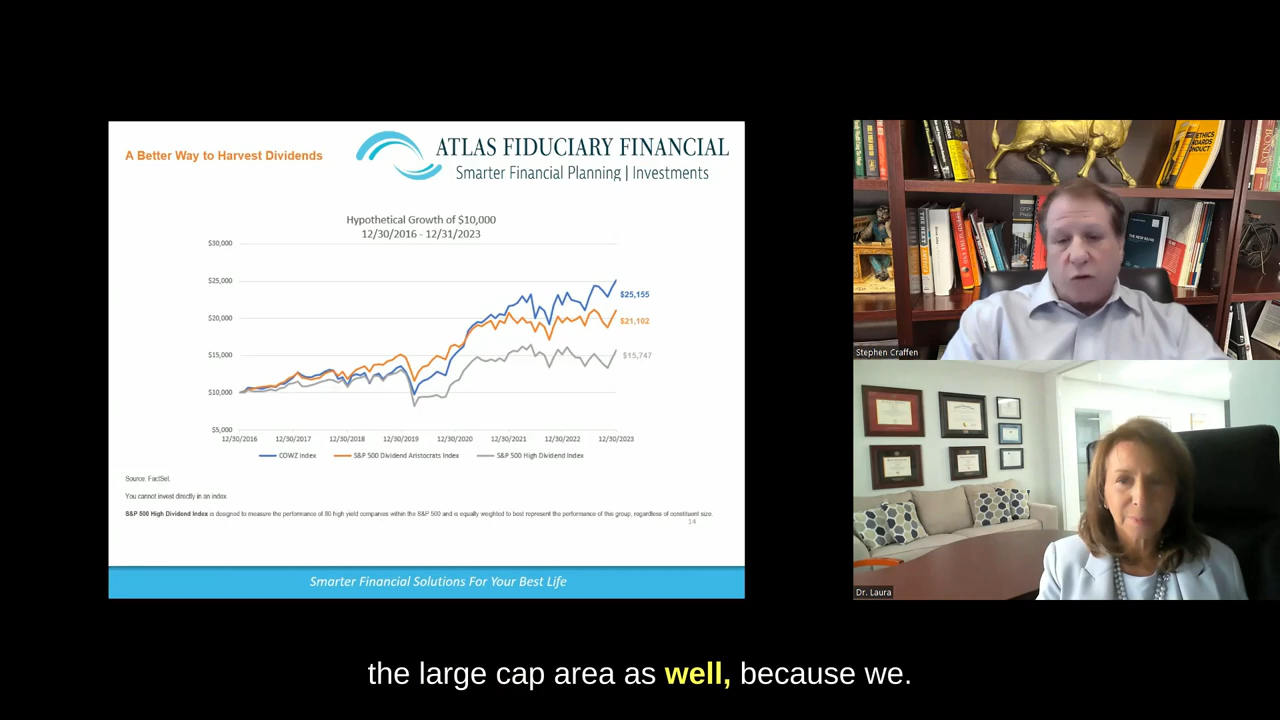 A Better Way to Harvest Dividends
ATLAS FIDUCIARY FINANCIAL
Smarter Financial Planning | Investments
Hypothetical Growth of $10,000
12/30/2016 - 12/31/2023
$30,000
$25,000
$20,000
$15,000
$10,000
$5,000
$25,155
$21,102
$15,747
12/30/2016 12/30/2017 12/30/2018 12/30/2019 12/30/2020 12/30/2021 12/30/2022 12/30/2023
COWZ Index S&P 500 Dividend Aristocrats Index S&P 500 High Dividend Index
Source: FactSet.
You cannot invest directly in an index.
S&P 500 High Dividend Index is designed to measure the performance of 80 high yield companies within the S&P 500 and is equally weighted to best represent the performance of this group, regardless of constituent size.
14
Smarter Financial Solutions For Your Best Life
ETHICS
Stephen Craffen
Dr. Laura
the large cap area as well, because we.